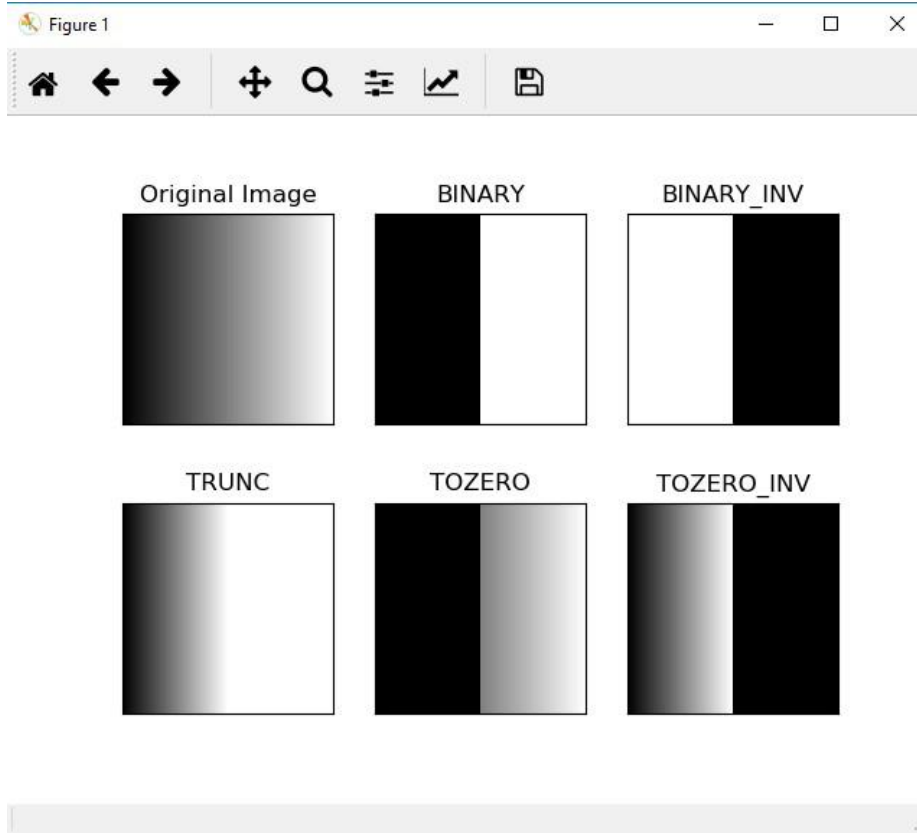 Figure 1
Original Image
BINARY
BINARY_INV
TRUNC
TOZERO
TOZERO_INV